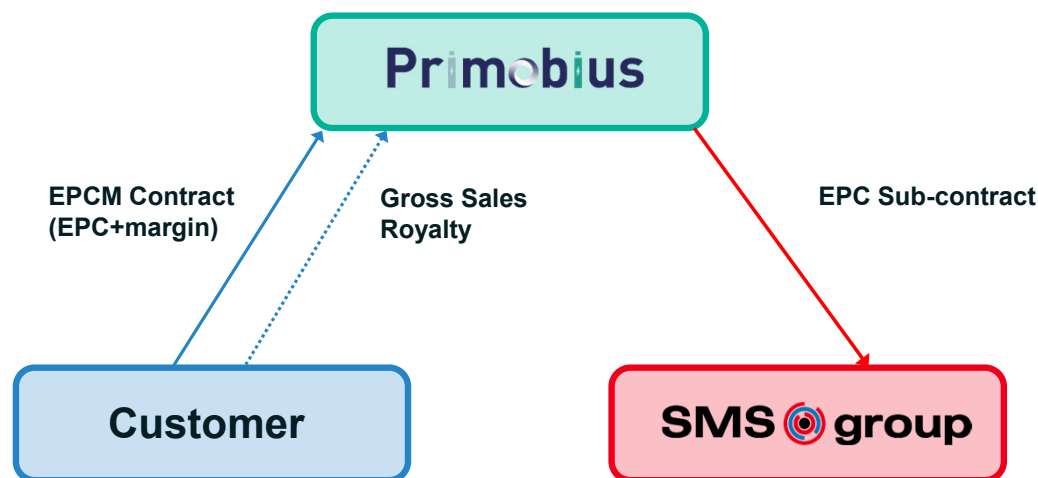 Primobius
EPCM Contract
(EPC+margin)
Gross Sales
Royalty
EPC Sub-contract
Customer
SMS group